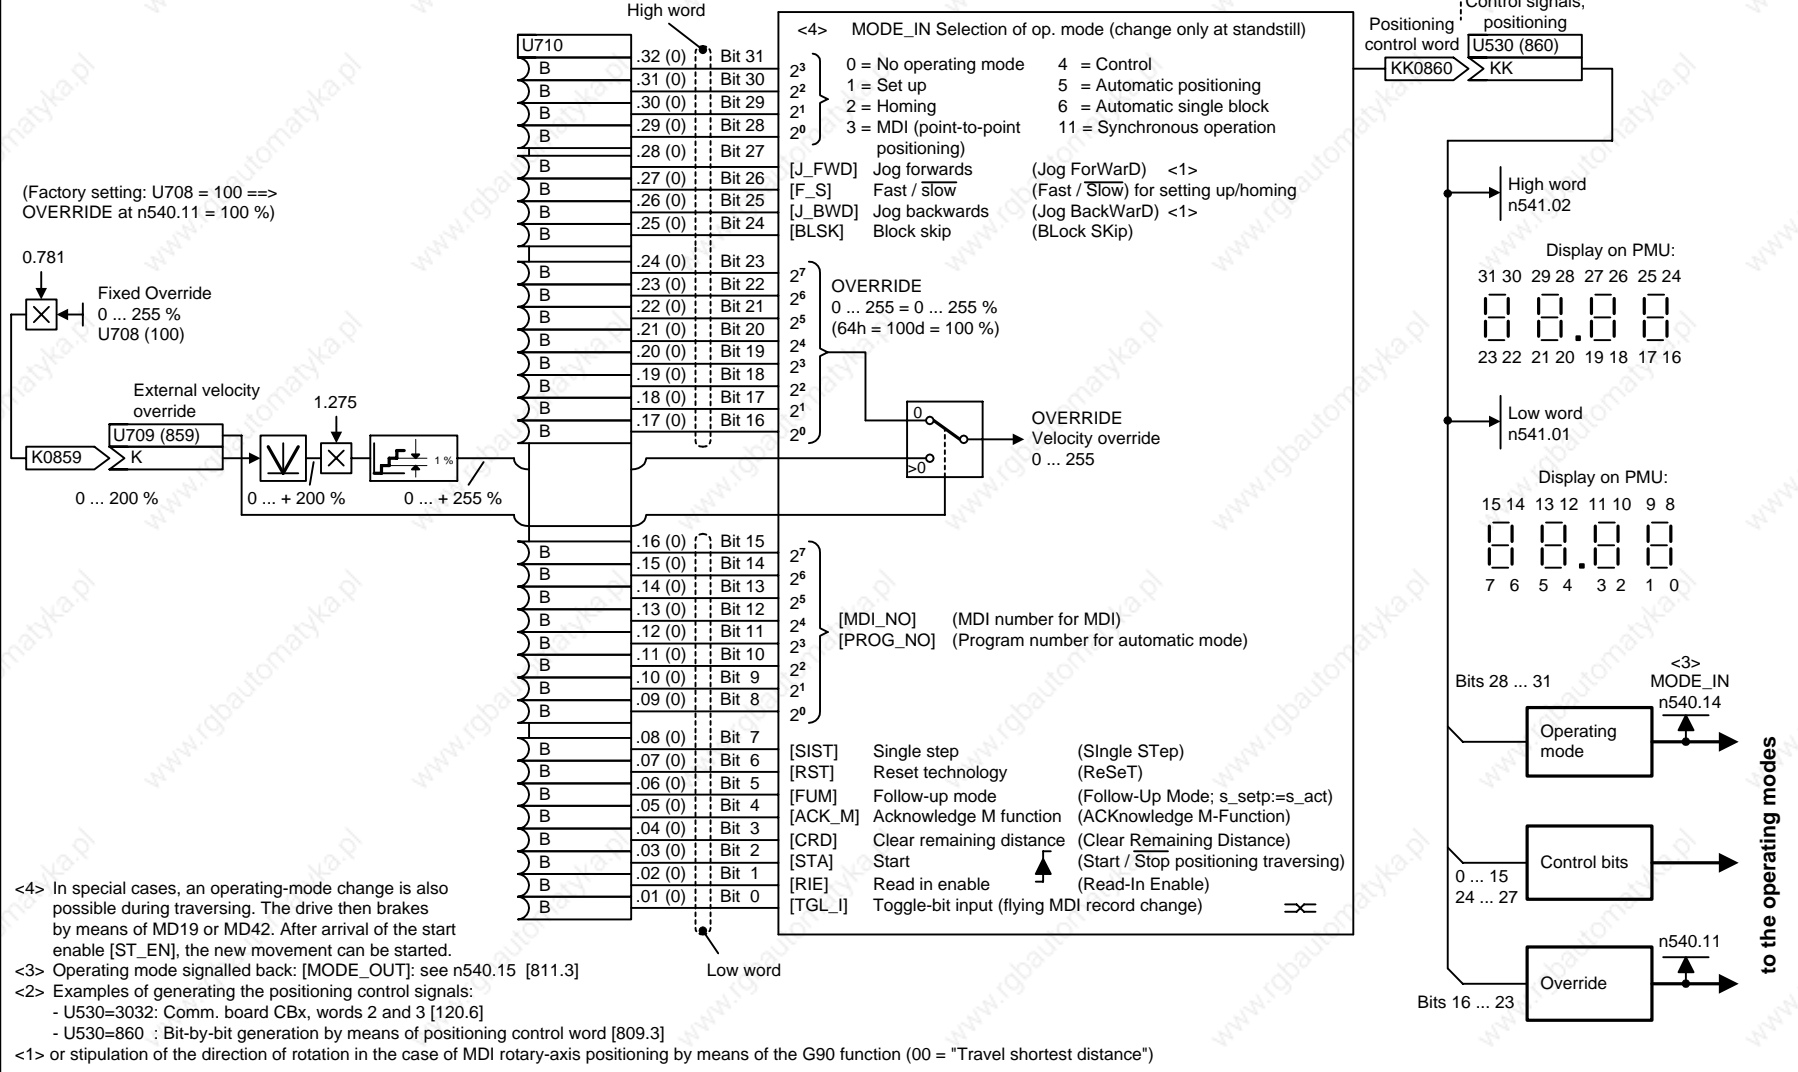 High word
Control signals,
positioning
Positioning
control word
U530 (860)
KK0860
KK
U710
<4> MODE_IN Selection of op. mode (change only at standstill)
B .32 (0) Bit 31 2³
B .31 (0) Bit 30 2²
B .30 (0) Bit 29 2¹
B .29 (0) Bit 28 2⁰
0 = No operating mode 4 = Control
1 = Set up 5 = Automatic positioning
2 = Homing 6 = Automatic single block
3 = MDI (point-to-point 11 = Synchronous operation
positioning)
B .28 (0) Bit 27 [J_FWD] Jog forwards (Jog ForWarD) <1>
B .27 (0) Bit 26 [F_S] Fast / slow (Fast / Slow) for setting up/homing
B .26 (0) Bit 25 [J_BWD] Jog backwards (Jog BackWarD) <1>
B .25 (0) Bit 24 [BLSK] Block skip (BLock SKip)
(Factory setting: U708 = 100 ==>
OVERRIDE at n540.11 = 100 %)
0.781
Fixed Override
0 ... 255 %
U708 (100)
B .24 (0) Bit 23 2⁷
B .23 (0) Bit 22 2⁶
B .22 (0) Bit 21 2⁵
B .21 (0) Bit 20 2⁴
B .20 (0) Bit 19 2³
B .19 (0) Bit 18 2²
B .18 (0) Bit 17 2¹
B .17 (0) Bit 16 2⁰
OVERRIDE
0 ... 255 = 0 ... 255 %
(64h = 100d = 100 %)
External velocity
override
1.275
U709 (859)
K0859
K
1 %
0 ... 200 %
0 ... + 200 %
0 ... + 255 %
0
>0
OVERRIDE
Velocity override
0 ... 255
B .16 (0) Bit 15 2⁷
B .15 (0) Bit 14 2⁶
B .14 (0) Bit 13 2⁵
B .13 (0) Bit 12 2⁴
B .12 (0) Bit 11 2³
B .11 (0) Bit 10 2²
B .10 (0) Bit 9 2¹
B .09 (0) Bit 8 2⁰
[MDI_NO] (MDI number for MDI)
[PROG_NO] (Program number for automatic mode)
B .08 (0) Bit 7 [SIST] Single step (SIngle STep)
B .07 (0) Bit 6 [RST] Reset technology (ReSeT)
B .06 (0) Bit 5 [FUM] Follow-up mode (Follow-Up Mode; s_setp:=s_act)
B .05 (0) Bit 4 [ACK_M] Acknowledge M function (ACKnowledge M-Function)
B .04 (0) Bit 3 [CRD] Clear remaining distance (Clear Remaining Distance)
B .03 (0) Bit 2 [STA] Start (Start / Stop positioning traversing)
B .02 (0) Bit 1 [RIE] Read in enable (Read-In Enable)
B .01 (0) Bit 0 [TGL_I] Toggle-bit input (flying MDI record change)
Low word
High word
n541.02
Display on PMU:
31 30 29 28 27 26 25 24
23 22 21 20 19 18 17 16
Low word
n541.01
Display on PMU:
15 14 13 12 11 10 9 8
7 6 5 4 3 2 1 0
Bits 28 ... 31
<3>
MODE_IN
n540.14
Operating
mode
Control bits
0 ... 15
24 ... 27
n540.11
Override
Bits 16 ... 23
to the operating modes
<4> In special cases, an operating-mode change is also
possible during traversing. The drive then brakes
by means of MD19 or MD42. After arrival of the start
enable [ST_EN], the new movement can be started.
<3> Operating mode signalled back: [MODE_OUT]: see n540.15 [811.3]
<2> Examples of generating the positioning control signals:
- U530=3032: Comm. board CBx, words 2 and 3 [120.6]
- U530=860 : Bit-by-bit generation by means of positioning control word [809.3]
<1> or stipulation of the direction of rotation in the case of MDI rotary-axis positioning by means of the G90 function (00 = "Travel shortest distance")
www.rgbautomatyka.pl